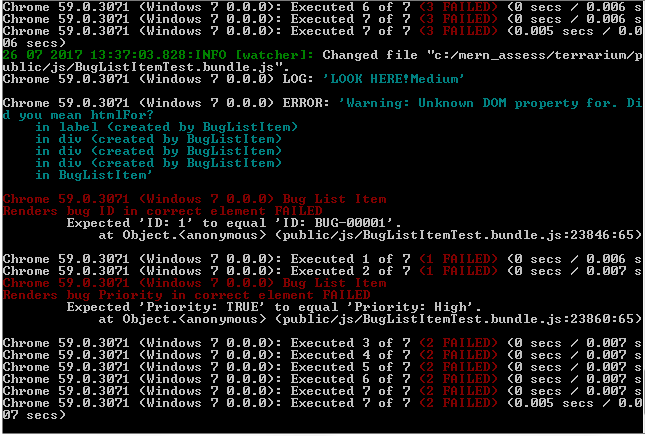 Chrome 59.0.3071 (Windows 7 0.0.0): Executed 6 of 7 (3 FAILED) (0 secs / 0.006 s
Chrome 59.0.3071 (Windows 7 0.0.0): Executed 7 of 7 (3 FAILED) (0 secs / 0.006 s
Chrome 59.0.3071 (Windows 7 0.0.0): Executed 7 of 7 (3 FAILED) (0.005 secs / 0.0
06 secs)
26 07 2017 13:37:03.828:INFO [watcher]: Changed file "c:/mern_assess/terrarium/p
ublic/js/BugListItemTest.bundle.js".
Chrome 59.0.3071 (Windows 7 0.0.0) LOG: 'LOOK HERE!Medium'
Chrome 59.0.3071 (Windows 7 0.0.0) ERROR: 'Warning: Unknown DOM property for. Di
d you mean htmlFor?
in label (created by BugListItem)
in div (created by BugListItem)
in div (created by BugListItem)
in div (created by BugListItem)
in BugListItem'
Chrome 59.0.3071 (Windows 7 0.0.0) Bug List Item
Renders bug ID in correct element FAILED
Expected 'ID: 1' to equal 'ID: BUG-00001'.
at Object.<anonymous> (public/js/BugListItemTest.bundle.js:23846:65)
Chrome 59.0.3071 (Windows 7 0.0.0): Executed 1 of 7 (1 FAILED) (0 secs / 0.006 s
Chrome 59.0.3071 (Windows 7 0.0.0): Executed 2 of 7 (1 FAILED) (0 secs / 0.007 s
Chrome 59.0.3071 (Windows 7 0.0.0) Bug List Item
Renders bug Priority in correct element FAILED
Expected 'Priority: TRUE' to equal 'Priority: High'.
at Object.<anonymous> (public/js/BugListItemTest.bundle.js:23860:65)
Chrome 59.0.3071 (Windows 7 0.0.0): Executed 3 of 7 (2 FAILED) (0 secs / 0.007 s
Chrome 59.0.3071 (Windows 7 0.0.0): Executed 4 of 7 (2 FAILED) (0 secs / 0.007 s
Chrome 59.0.3071 (Windows 7 0.0.0): Executed 5 of 7 (2 FAILED) (0 secs / 0.007 s
Chrome 59.0.3071 (Windows 7 0.0.0): Executed 6 of 7 (2 FAILED) (0 secs / 0.007 s
Chrome 59.0.3071 (Windows 7 0.0.0): Executed 7 of 7 (2 FAILED) (0 secs / 0.007 s
Chrome 59.0.3071 (Windows 7 0.0.0): Executed 7 of 7 (2 FAILED) (0.005 secs / 0.0
07 secs)